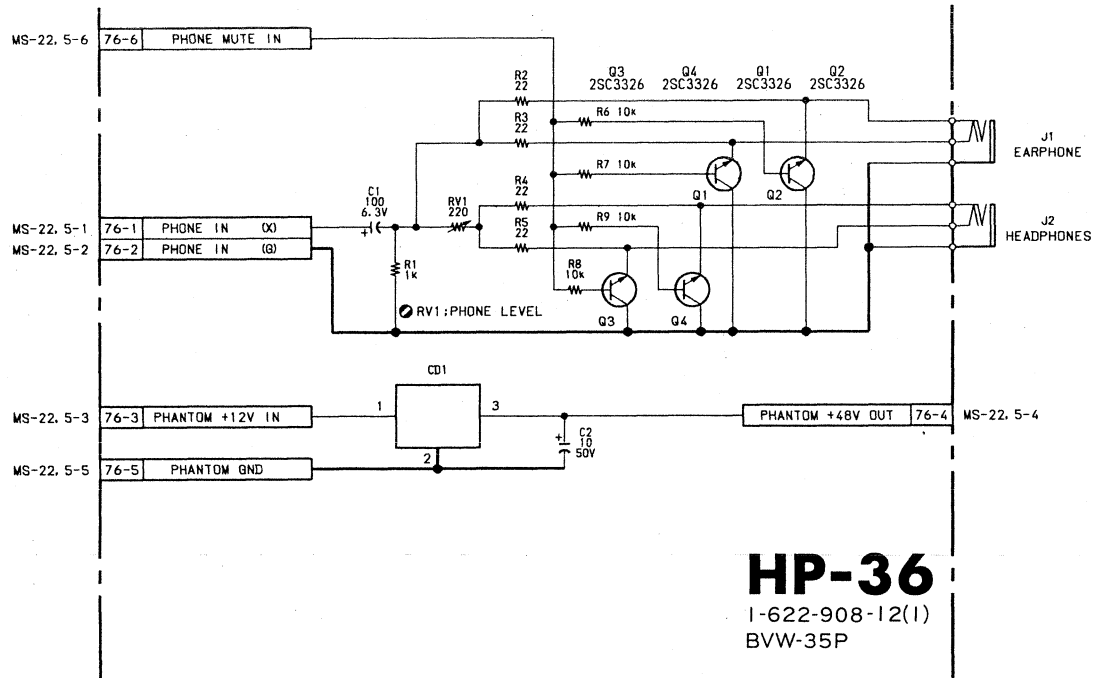 MS-22, 5-6 76-6 PHONE MUTE IN
Q3 Q4 Q1 Q2
2SC3326 2SC3326 2SC3326 2SC3326
R2
22
R6 10k
R3
22
J1
EARPHONE
R7 10k
Q1
Q2
R4
22
C1
100
6.3V
+
RV1
220
R9 10k
R5
22
J2
HEADPHONES
MS-22, 5-1 76-1 PHONE IN (X)
MS-22, 5-2 76-2 PHONE IN (G)
R1
1k
R8
10k
RV1;PHONE LEVEL
Q3
Q4
CD1
MS-22, 5-3 76-3 PHANTOM +12V IN 1 3 PHANTOM +48V OUT 76-4 MS-22, 5-4
+
C2
10
50V
2
MS-22, 5-5 76-5 PHANTOM GND
HP-36
1-622-908-12(1)
BVW-35P